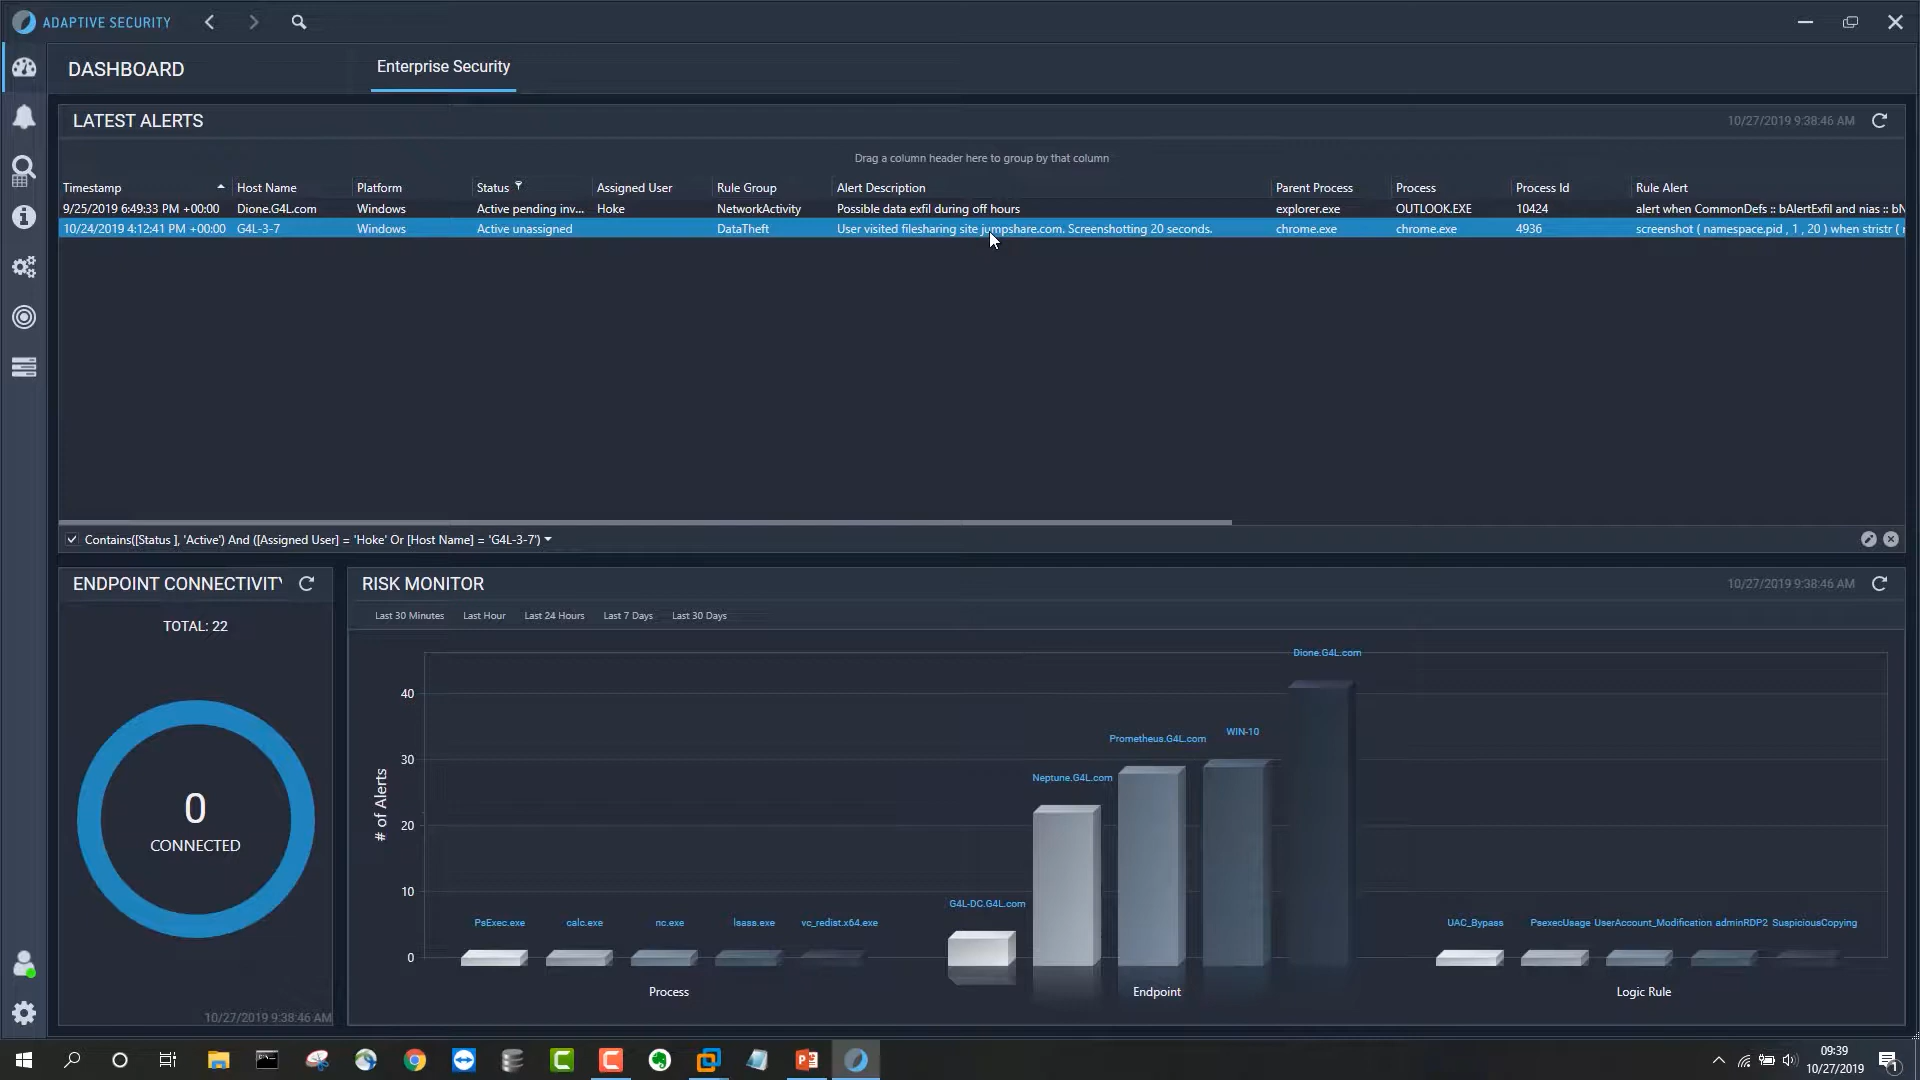 ADAPTIVE SECURITY
DASHBOARD
Enterprise Security
LATEST ALERTS
10/27/2019 9:38:46 AM
Drag a column header here to group by that column
Timestamp Host Name Platform Status Assigned User Rule Group Alert Description Parent Process Process Process Id Rule Alert
9/25/2019 6:49:33 PM +00:00 Dione.G4L.com Windows Active pending inv... Hoke NetworkActivity Possible data exfil during off hours explorer.exe OUTLOOK.EXE 10424 alert when CommonDefs :: bAlertExfil and nias :: bN
10/24/2019 4:12:41 PM +00:00 G4L-3-7 Windows Active unassigned DataTheft User visited filesharing site jumpshare.com. Screenshotting 20 seconds. chrome.exe chrome.exe 4936 screenshot ( namespace.pid , 1 , 20 ) when stristr (
Contains([Status ], 'Active') And ([Assigned User] = 'Hoke' Or [Host Name] = 'G4L-3-7')
ENDPOINT CONNECTIVITY
TOTAL: 22
0
CONNECTED
10/27/2019 9:38:46 AM
RISK MONITOR
10/27/2019 9:38:46 AM
Last 30 Minutes Last Hour Last 24 Hours Last 7 Days Last 30 Days
# of Alerts
40
30
20
10
0
PsExec.exe calc.exe nc.exe lsass.exe vc_redist.x64.exe
Process
G4L-DC.G4L.com
Neptune.G4L.com
Prometheus.G4L.com
WIN-10
Dione.G4L.com
Endpoint
UAC_Bypass PsexecUsage UserAccount_Modification adminRDP2 SuspiciousCopying
Logic Rule
09:39
10/27/2019
1